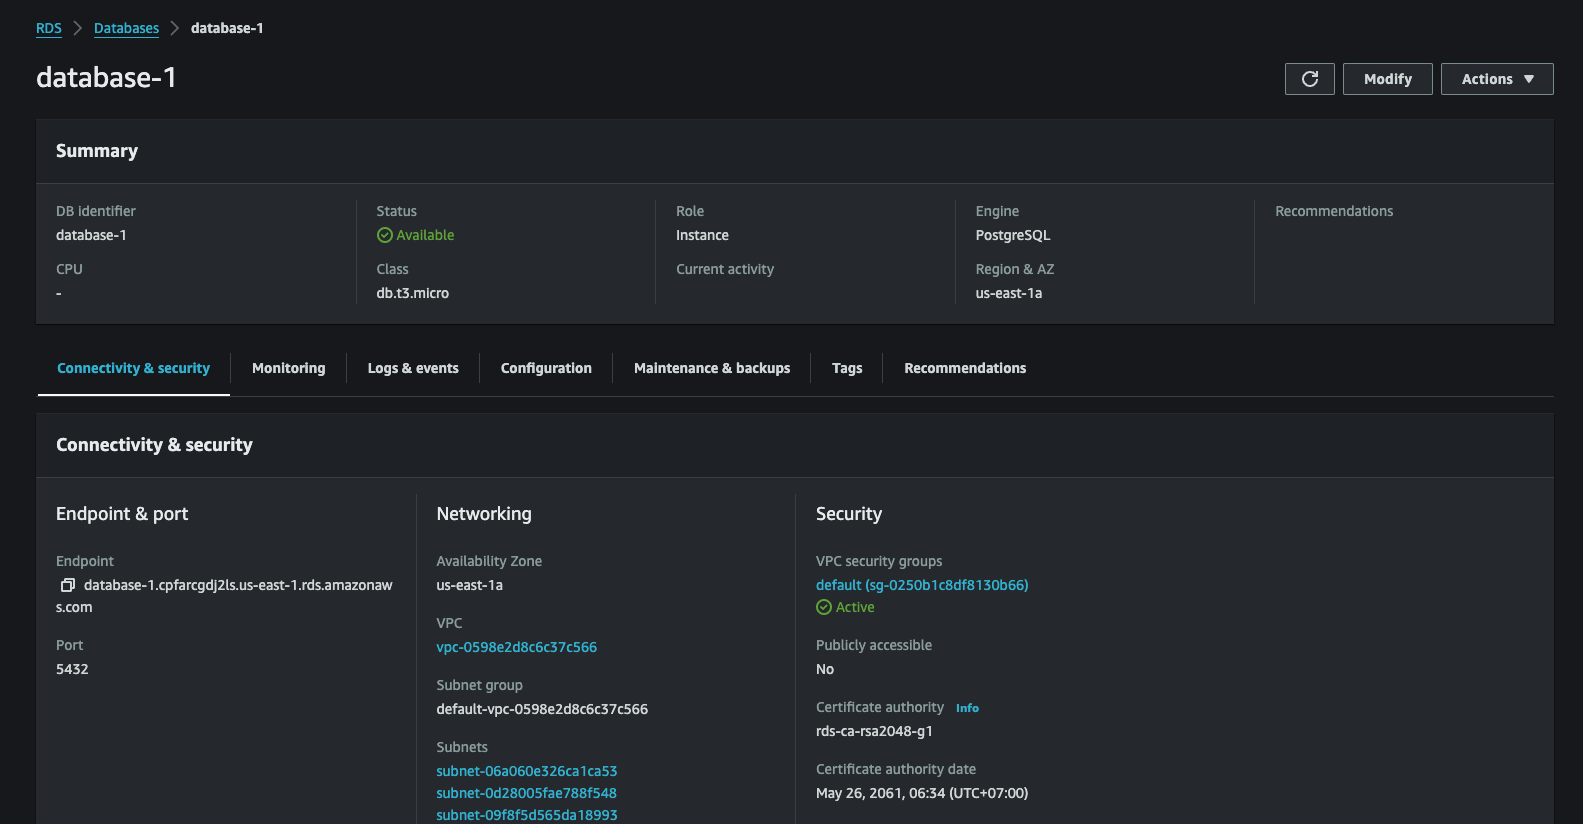 RDS > Databases > database-1
database-1
Modify
Actions
Summary
DB identifier
database-1
CPU
-
Status
Available
Class
db.t3.micro
Role
Instance
Current activity
Engine
PostgreSQL
Region & AZ
us-east-1a
Recommendations
Connectivity & security
Monitoring
Logs & events
Configuration
Maintenance & backups
Tags
Recommendations
Connectivity & security
Endpoint & port
Endpoint
database-1.cpfarcgdj2ls.us-east-1.rds.amazonaw
s.com
Port
5432
Networking
Availability Zone
us-east-1a
VPC
vpc-0598e2d8c6c37c566
Subnet group
default-vpc-0598e2d8c6c37c566
Subnets
subnet-06a060e326ca1ca53
subnet-0d28005fae788f548
subnet-09f8f5d565da18993
Security
VPC security groups
default (sg-0250b1c8df8130b66)
Active
Publicly accessible
No
Certificate authority Info
rds-ca-rsa2048-g1
Certificate authority date
May 26, 2061, 06:34 (UTC+07:00)